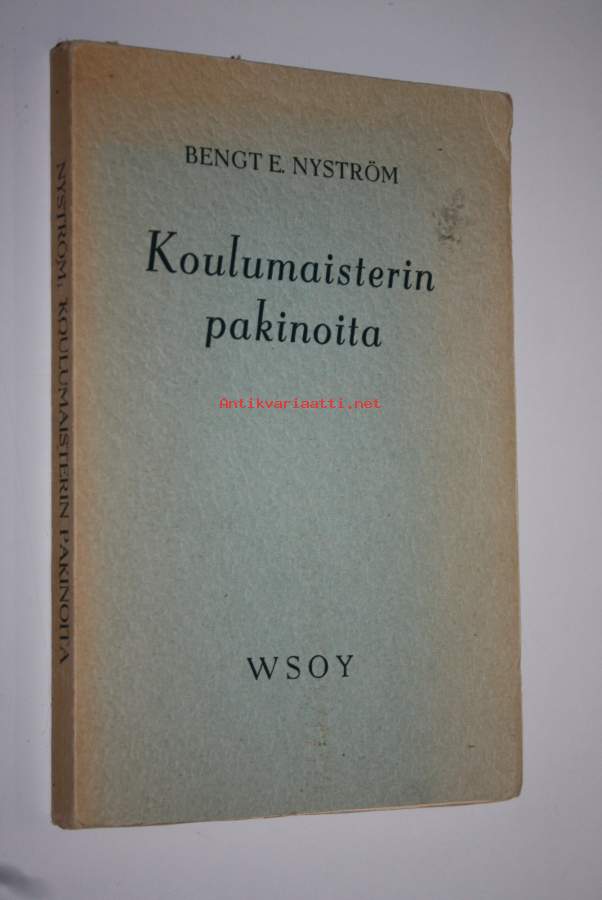 BENGT E. NYSTRÖM
Koulumaisterin
pakinoita
Antikvariaatti.net
WSOY
NYSTRÖM, KOULUMAISTERIN PAKINOITA